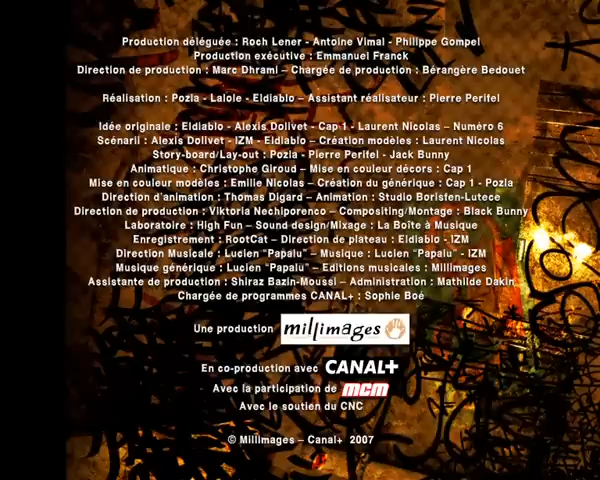 Production déléguée : Roch Lener - Antoine Vimal - Philippe Gompel
Production exécutive : Emmanuel Franck
Direction de production : Marc Dhrami – Chargée de production : Bérangère Bedouet
Réalisation : Pozla - Lalole - Eldiablo – Assistant réalisateur : Pierre Perifel
Idée originale : Eldiablo - Alexis Dolivet - Cap 1 - Laurent Nicolas – Numéro 6
Scénarii : Alexis Dolivet - IZM - Eldiablo – Création modèles : Laurent Nicolas
Story-board/Lay-out : Pozla - Pierre Perifel - Jack Bunny
Animatique : Christophe Giroud – Mise en couleur décors : Cap 1
Mise en couleur modèles : Emilie Nicolas – Création du générique : Cap 1 - Pozla
Direction d'animation : Thomas Digard – Animation : Studio Borisfen-Lutece
Direction de production : Viktoria Nechiporenco – Compositing/Montage : Black Bunny
Laboratoire : High Fun – Sound design/Mixage : La Boîte à Musique
Enregistrement : RootCat – Direction de plateau : Eldiablo - IZM
Direction Musicale : Lucien "Papalu" – Musique : Lucien "Papalu" - IZM
Musique générique : Lucien "Papalu" – Editions musicales : Millimages
Assistante de production : Shiraz Bazin-Moussi – Administration : Mathilde Dakin
Chargée de programmes CANAL+ : Sophie Boé
Une production millimages
En co-production avec CANAL+
Avec la participation de mcm
Avec le soutien du CNC
© Millimages – Canal+ 2007